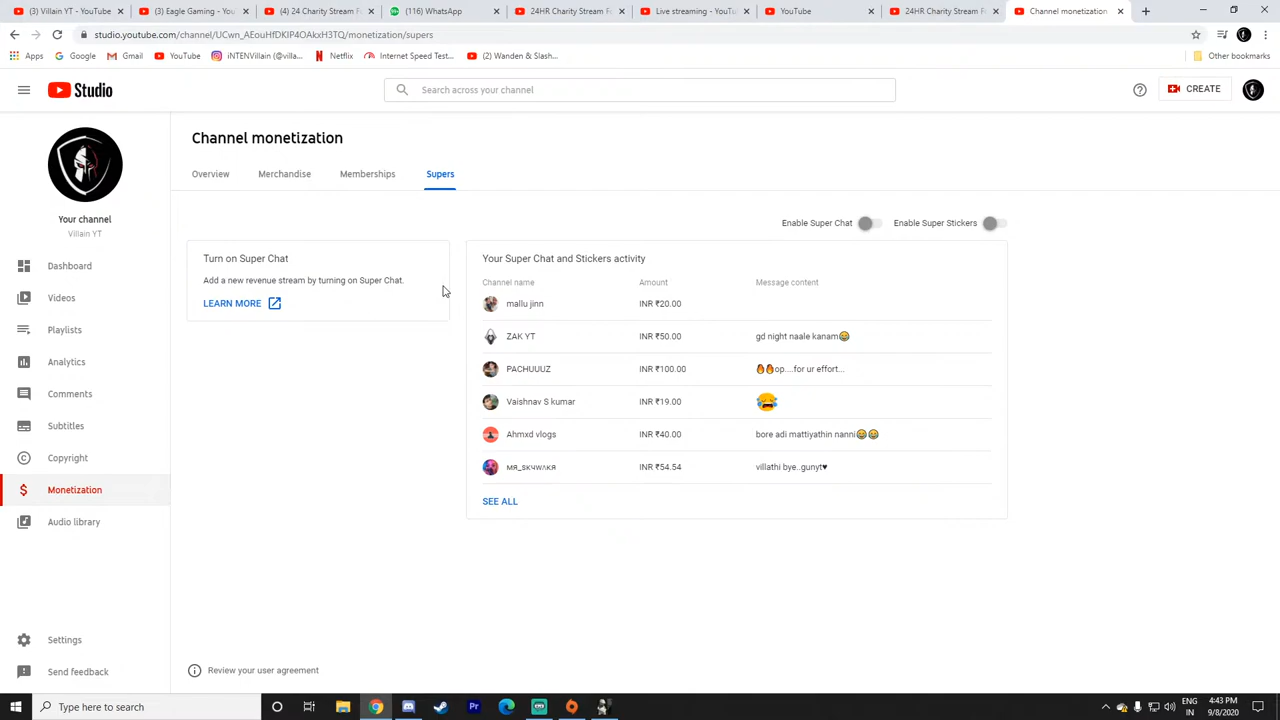 (3) Villain YT - YouTube
(3) Eagle Gaming - You
(4) 24 Charity Stream F
(116) WhatsApp
24HR Charity Stream Fo
Live streaming - YouTu
YouTube
24HR Charity Stream F
Channel monetization
studio.youtube.com/channel/UCwn_AEouHfDKIP4OAkxH3TQ/monetization/supers
Apps
Google
Gmail
YouTube
iNTENVillain (@villa...
Netflix
Internet Speed Test...
(2) Wanden & Slash...
Other bookmarks
Studio
Search across your channel
CREATE
Your channel
Villain YT
Dashboard
Videos
Playlists
Analytics
Comments
Subtitles
Copyright
Monetization
Audio library
Settings
Send feedback
Channel monetization
Overview
Merchandise
Memberships
Supers
Enable Super Chat
Enable Super Stickers
Turn on Super Chat
Add a new revenue stream by turning on Super Chat.
LEARN MORE
Your Super Chat and Stickers activity
Channel name Amount Message content
mallu jinn INR ₹20.00
ZAK YT INR ₹50.00 gd night naale kanam😂
PACHUUUZ INR ₹100.00 🔥🔥op....for ur effort...
Vaishnav S kumar INR ₹19.00 😭
Ahmxd vlogs INR ₹40.00 bore adi mattiyathin nanni😂😂
мя_ѕкчwʌкя INR ₹54.54 villathi bye..gunyt♥
SEE ALL
Review your user agreement
Type here to search
Pr
ENG
IN
4:43 PM
9/8/2020